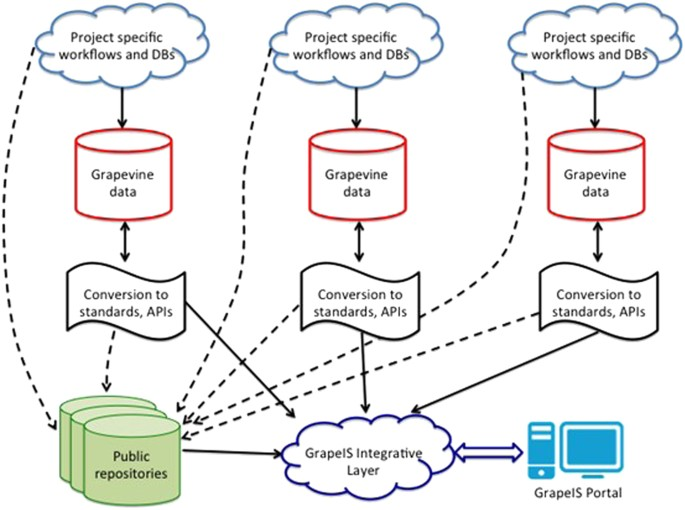 Project specific
workflows and DBs
Project specific
workflows and DBs
Project specific
workflows and DBs
Grapevine
data
Grapevine
data
Grapevine
data
Conversion to
standards, APIs
Conversion to
standards, APIs
Conversion to
standards, APIs
Public
repositories
GrapeIS Integrative
Layer
GrapeIS Portal